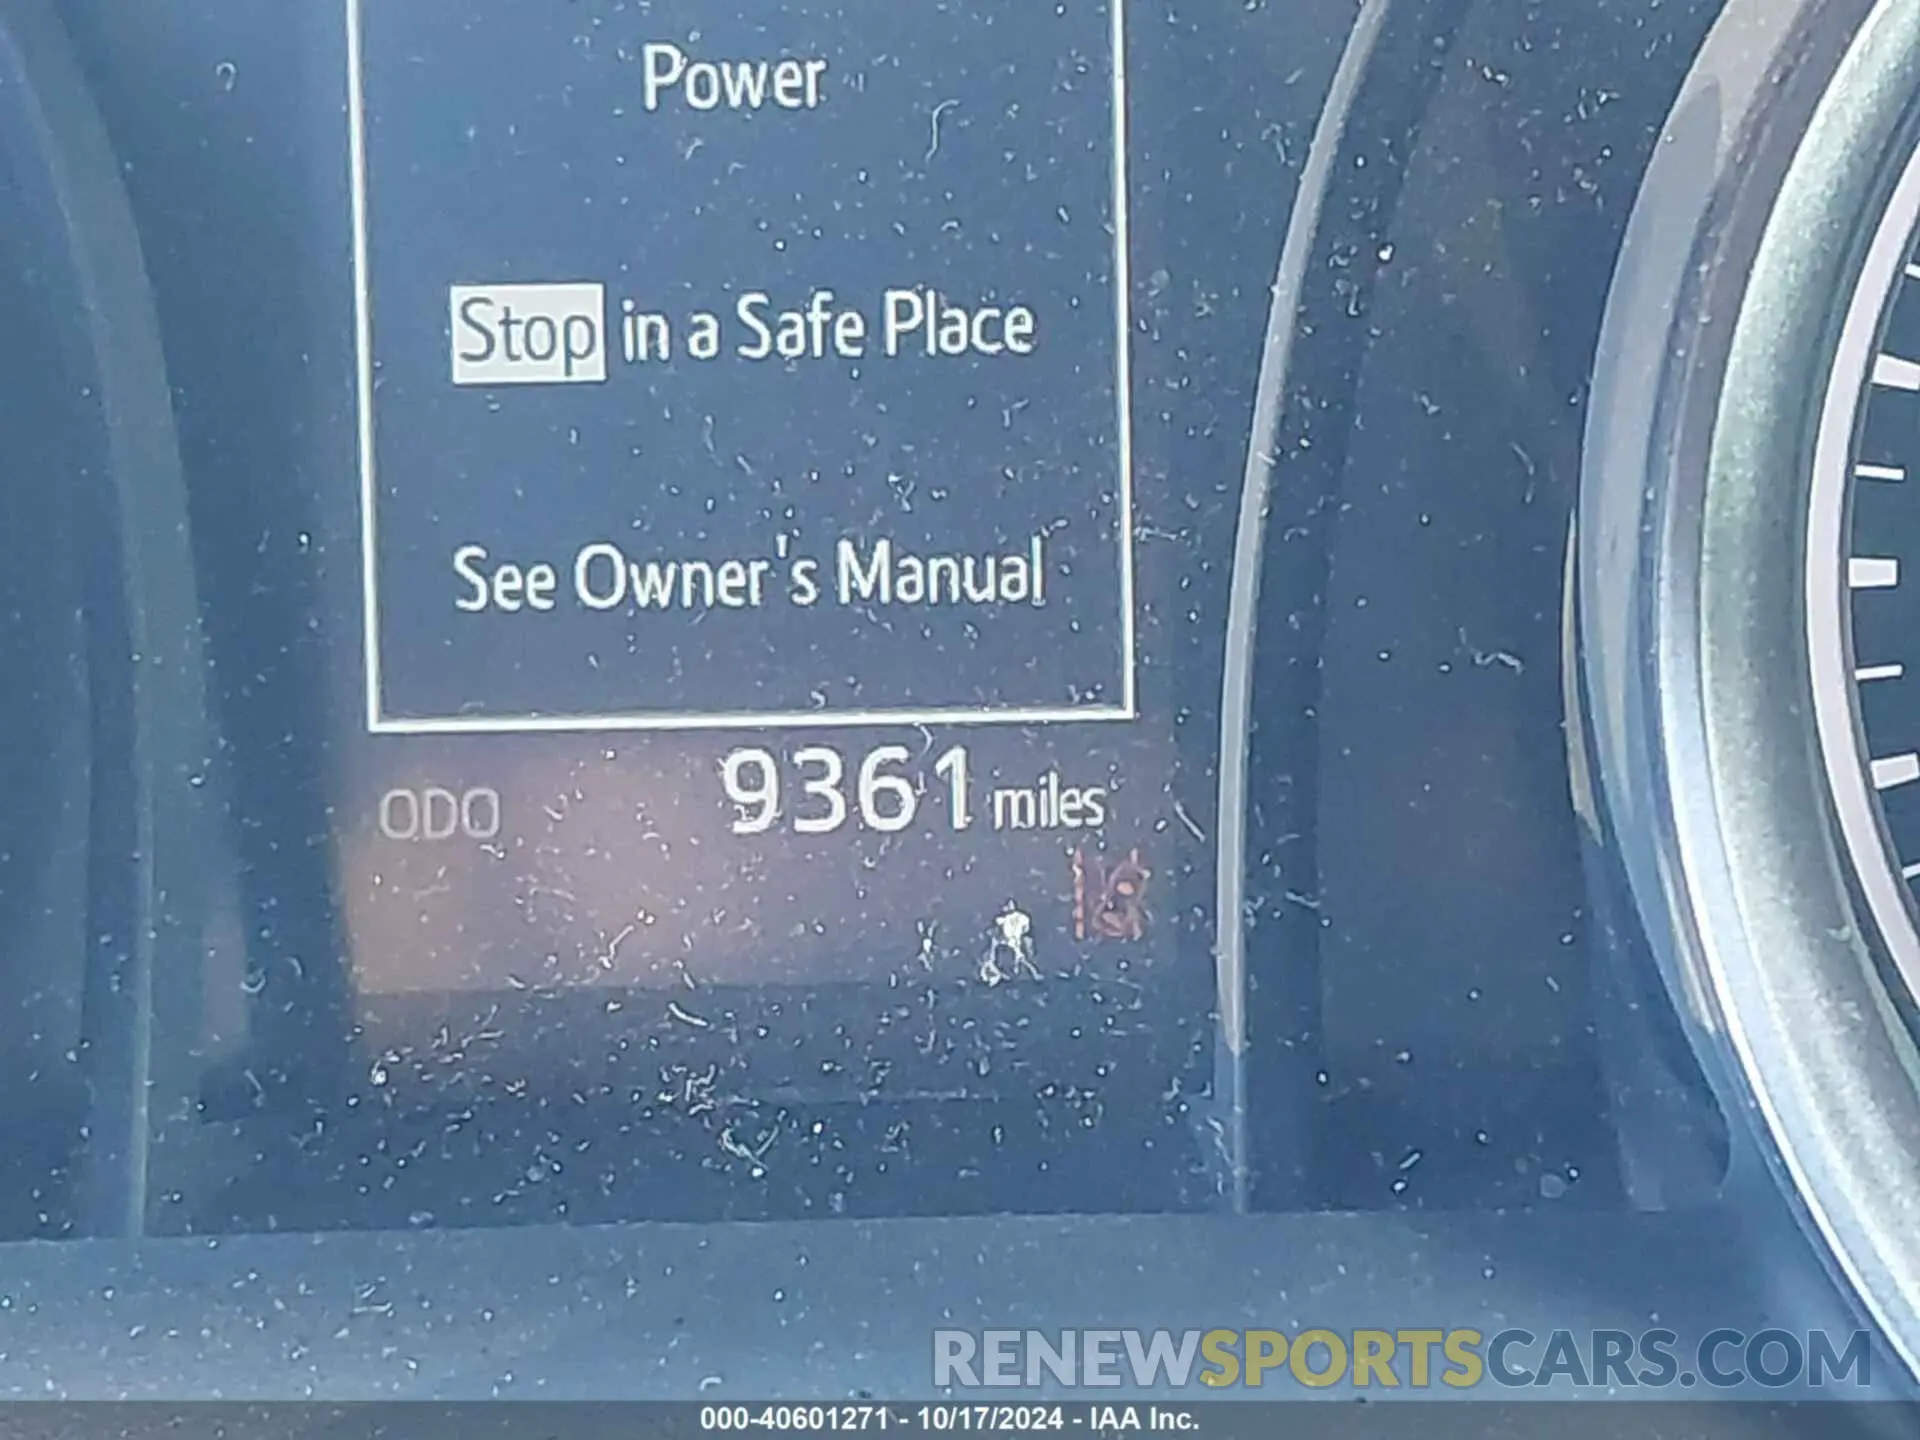 Power
Stop in a Safe Place
See Owner's Manual
ODO 9361 miles
RENEWSPORTSCARS.COM
000-40601271 - 10/17/2024 - IAA Inc.